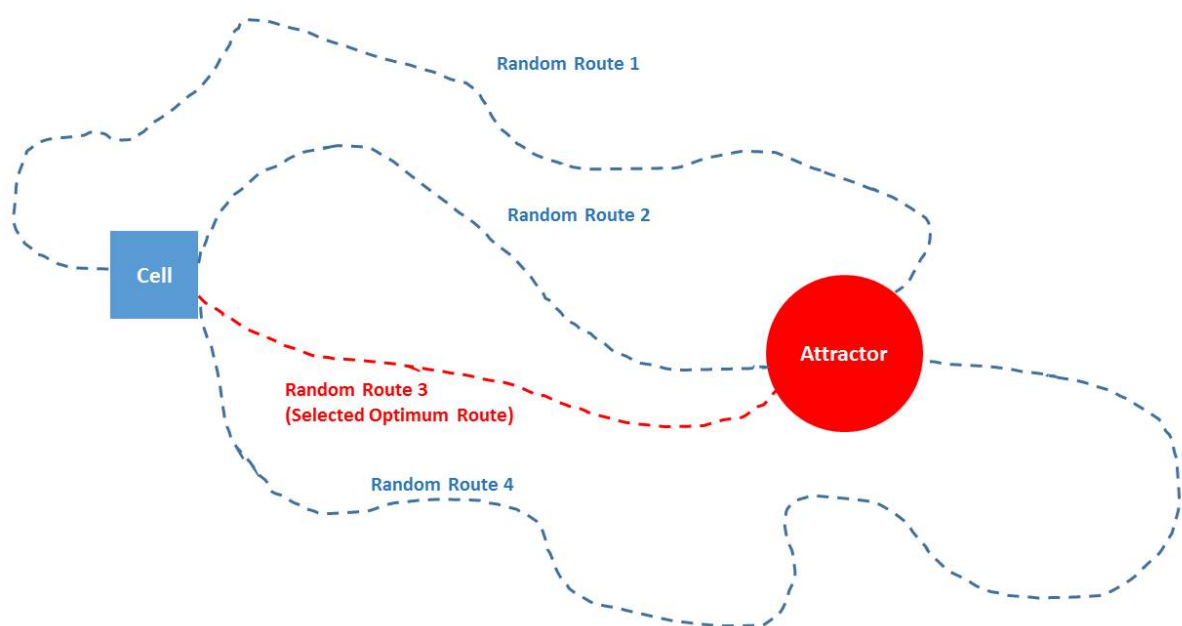 Random Route 1
Random Route 2
Cell
Attractor
Random Route 3
(Selected Optimum Route)
Random Route 4